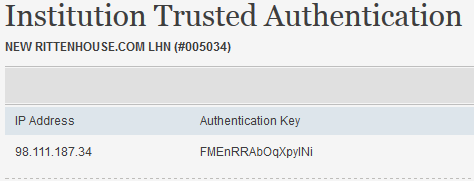 Institution Trusted Authentication
NEW RITTENHOUSE.COM LHN (#005034)
IP Address Authentication Key
98.111.187.34 FMEnRRAbOqXpylNi